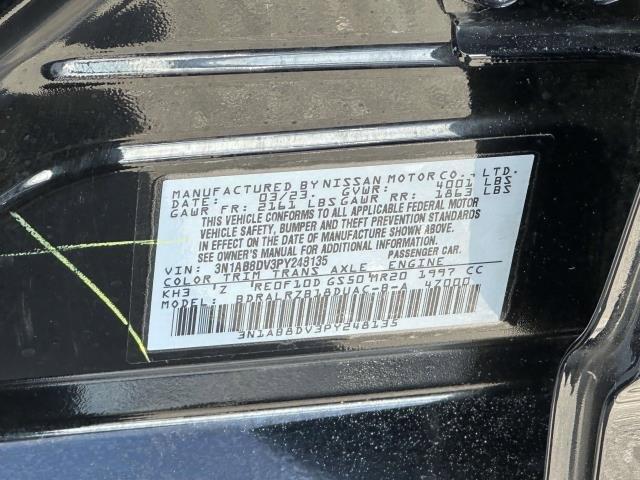 MANUFACTURED BY NISSAN MOTOR CO., LTD.
DATE: 03/23. GVWR: 4001 LBS
GAWR FR: 2161 LBS GAWR RR: 1863 LBS
THIS VEHICLE CONFORMS TO ALL APPLICABLE FEDERAL MOTOR
VEHICLE SAFETY, BUMPER AND THEFT PREVENTION STANDARDS
IN EFFECT ON THE DATE OF MANUFACTURE SHOWN ABOVE.
SEE OWNER'S MANUAL FOR ADDITIONAL INFORMATION.
VIN: 3N1AB8DV3PY248135 PASSENGER CAR.
COLOR TRIM TRANS AXLE ENGINE
KH3 Z RE0F10D GS50 MR20 1997 CC
MODEL: BDRALRZB18DUAC-B-A 47000
3N1AB8DV3PY248135